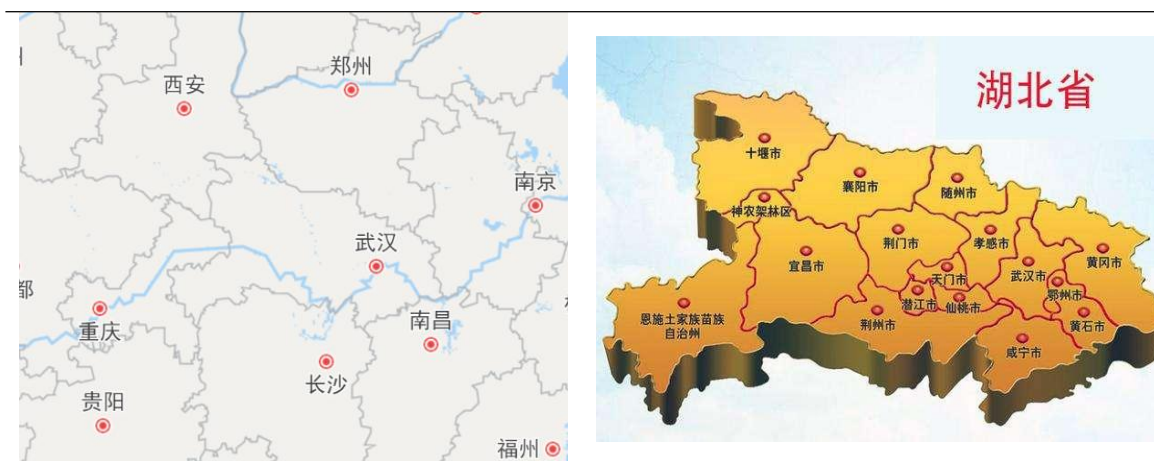 西安
郑州
南京
武汉
都
重庆
南昌
长沙
贵阳
福州
湖北省
十堰市
襄阳市
随州市
神农架林区
荆门市
孝感市
宜昌市
天门市
武汉市
黄冈市
鄂州市
潜江市
仙桃市
恩施土家族苗族
自治州
荆州市
黄石市
咸宁市